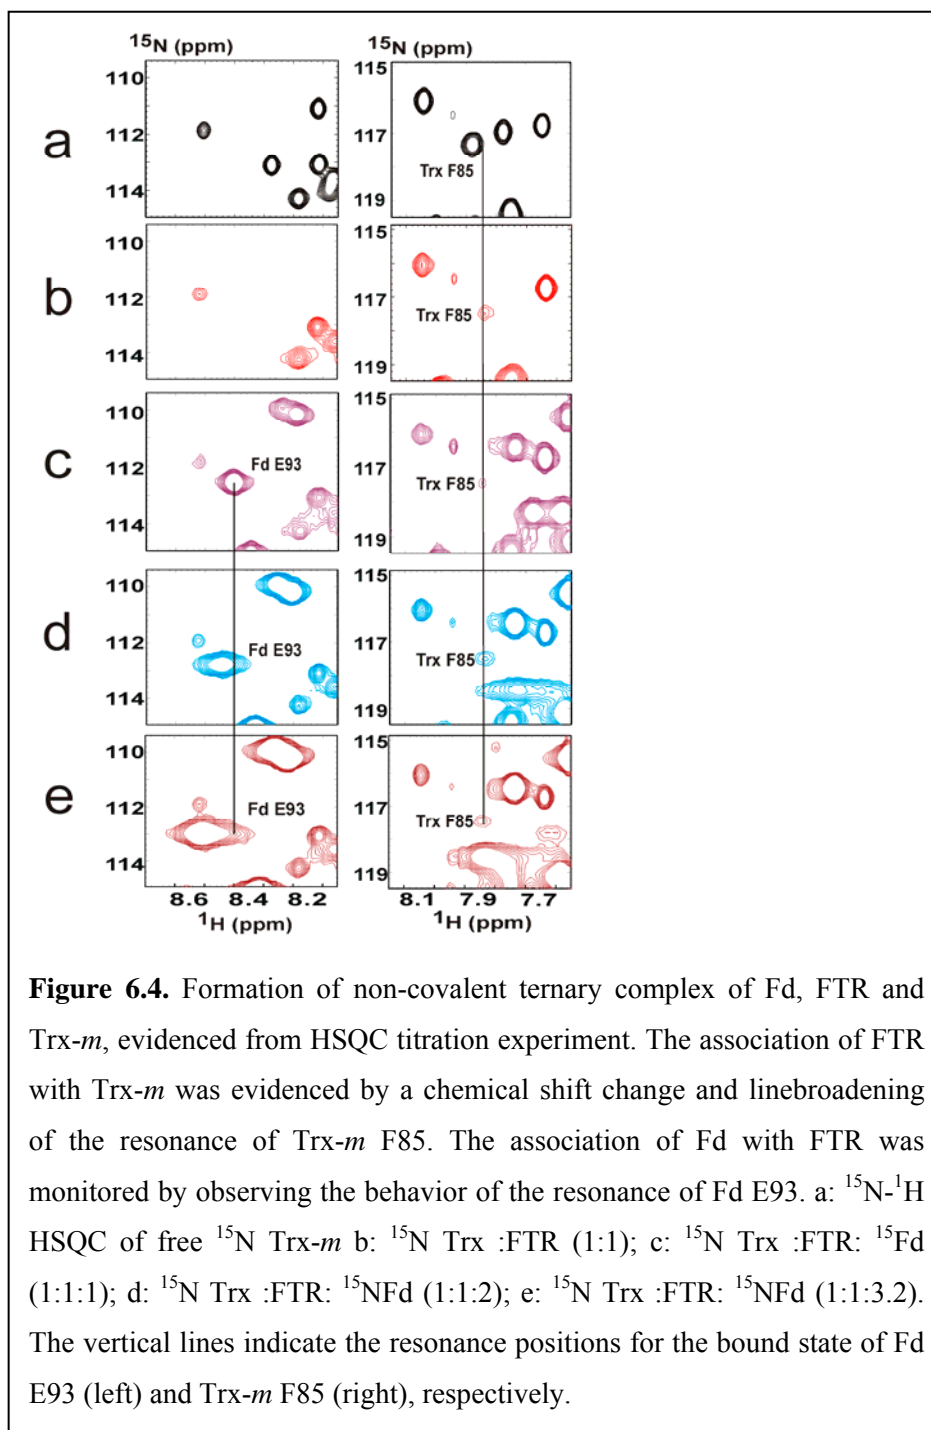 ¹⁵N (ppm) ¹⁵N (ppm)
a
110
112
114
115
117
119
Trx F85
b
110
112
114
115
117
119
Trx F85
c
110
112
114
Fd E93
115
117
119
Trx F85
d
110
112
114
Fd E93
115
117
119
Trx F85
e
110
112
114
Fd E93
115
117
119
Trx F85
8.6 8.4 8.2 8.1 7.9 7.7
¹H (ppm) ¹H (ppm)
Figure 6.4. Formation of non-covalent ternary complex of Fd, FTR and
Trx-m, evidenced from HSQC titration experiment. The association of FTR
with Trx-m was evidenced by a chemical shift change and linebroadening
of the resonance of Trx-m F85. The association of Fd with FTR was
monitored by observing the behavior of the resonance of Fd E93. a: ¹⁵N-¹H
HSQC of free ¹⁵N Trx-m b: ¹⁵N Trx :FTR (1:1); c: ¹⁵N Trx :FTR: ¹⁵Fd
(1:1:1); d: ¹⁵N Trx :FTR: ¹⁵NFd (1:1:2); e: ¹⁵N Trx :FTR: ¹⁵NFd (1:1:3.2).
The vertical lines indicate the resonance positions for the bound state of Fd
E93 (left) and Trx-m F85 (right), respectively.